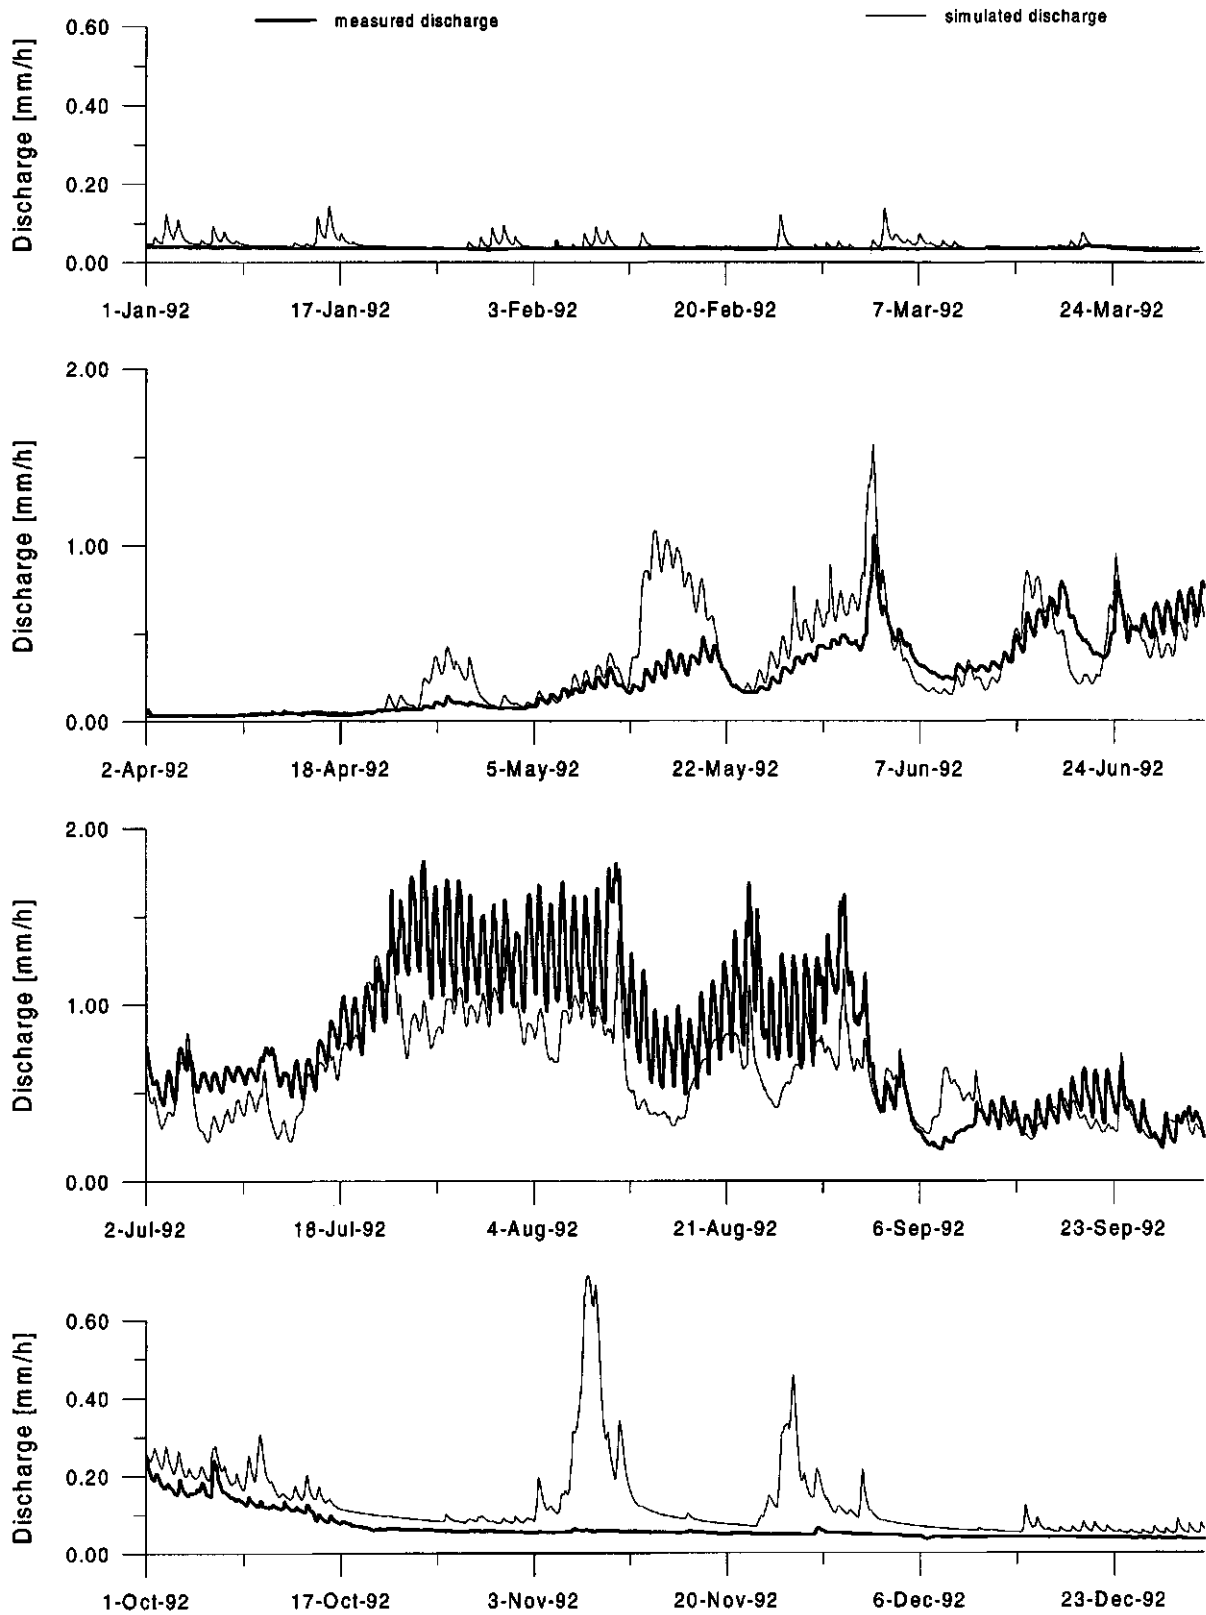 measured discharge
simulated discharge
Discharge [mm/h]
0.60
0.40
0.20
0.00
1-Jan-92 17-Jan-92 3-Feb-92 20-Feb-92 7-Mar-92 24-Mar-92
Discharge [mm/h]
2.00
1.00
0.00
2-Apr-92 18-Apr-92 5-May-92 22-May-92 7-Jun-92 24-Jun-92
Discharge [mm/h]
2.00
1.00
0.00
2-Jul-92 18-Jul-92 4-Aug-92 21-Aug-92 6-Sep-92 23-Sep-92
Discharge [mm/h]
0.60
0.40
0.20
0.00
1-Oct-92 17-Oct-92 3-Nov-92 20-Nov-92 6-Dec-92 23-Dec-92